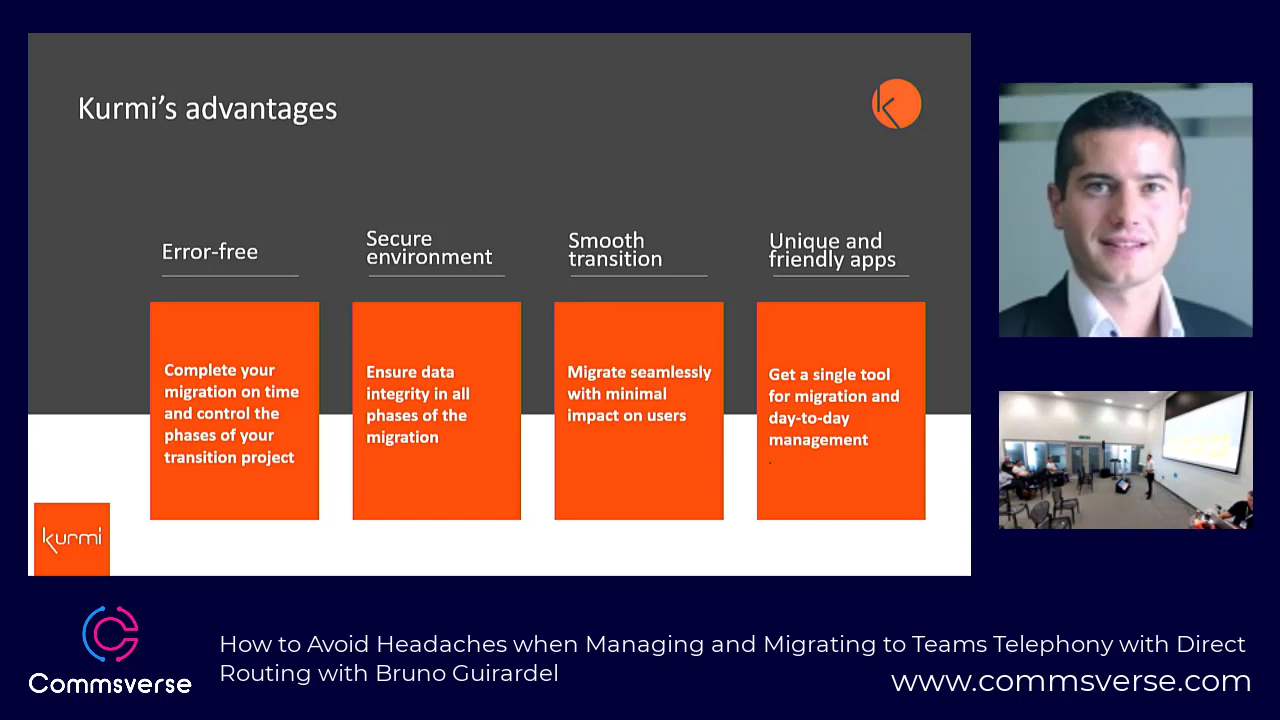 Kurmi’s advantages
Error-free
Secure
environment
Smooth
transition
Unique and
friendly apps
Complete your
migration on time
and control the
phases of your
transition project
Ensure data
integrity in all
phases of the
migration
Migrate seamlessly
with minimal
impact on users
Get a single tool
for migration and
day-to-day
management
.
kurmi
Commsverse
How to Avoid Headaches when Managing and Migrating to Teams Telephony with Direct
Routing with Bruno Guirardel
www.commsverse.com